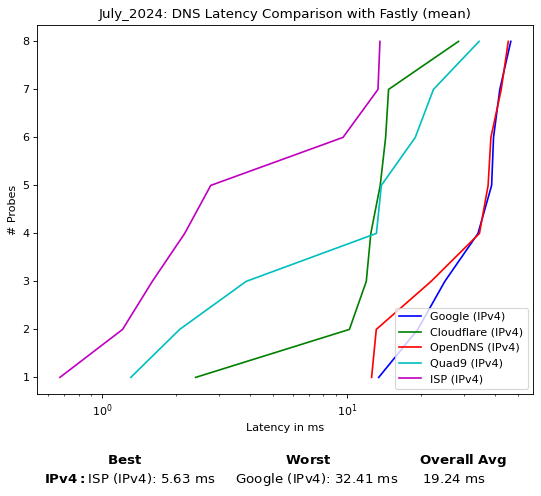 July_2024: DNS Latency Comparison with Fastly (mean)
8
7
6
5
4
3
2
1
# Probes
Google (IPv4)
Cloudflare (IPv4)
OpenDNS (IPv4)
Quad9 (IPv4)
ISP (IPv4)
10⁰ 10¹
Latency in ms
Best Worst Overall Avg
IPv4: ISP (IPv4): 5.63 ms Google (IPv4): 32.41 ms 19.24 ms